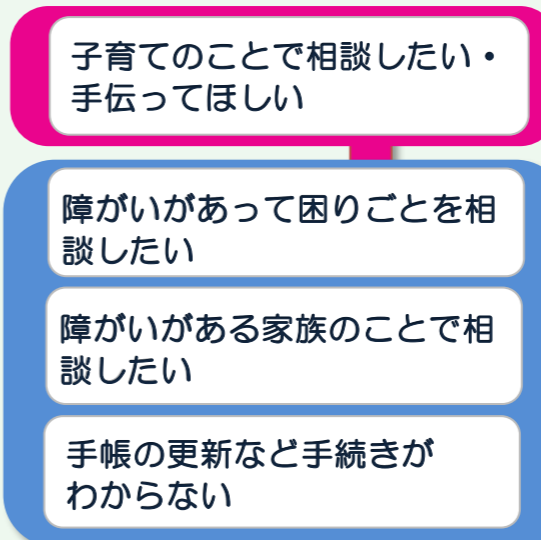 子育てのことで相談したい・
手伝ってほしい
障がいがあって困りごとを相
談したい
障がいがある家族のことで相
談したい
手帳の更新など手続きが
わからない